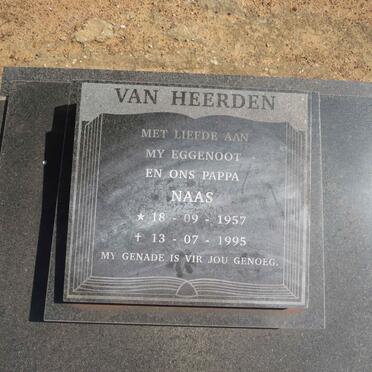 VAN HEERDEN
MET LIEFDE AAN
MY EGGENOOT
EN ONS PAPPA
NAAS
★ 18 - 09 - 1957
✝ 13 - 07 - 1995
MY GENADE IS VIR JOU GENOEG.